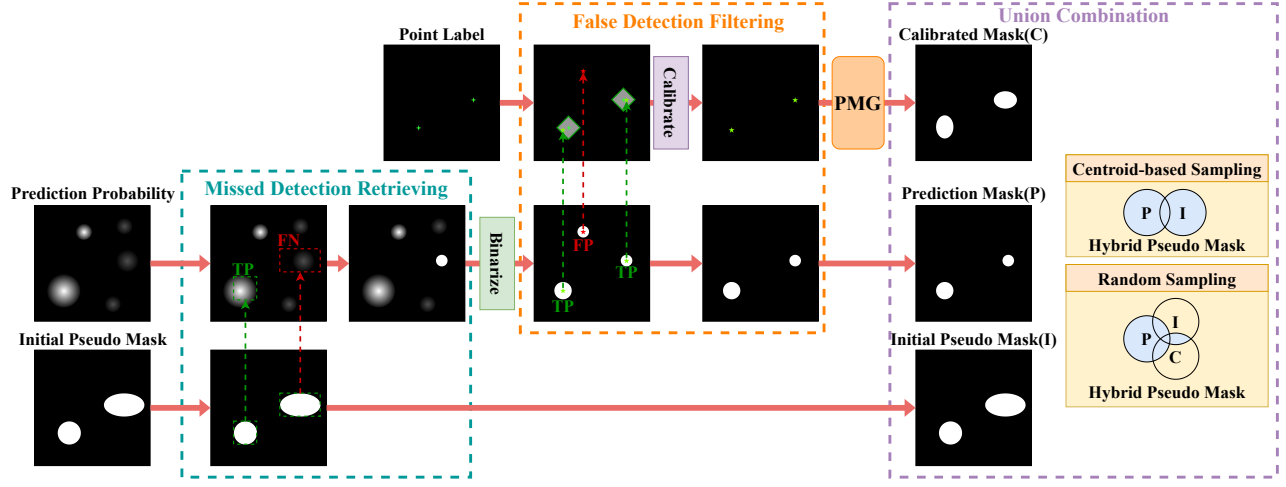 False Detection Filtering
Union Combination
Point Label
Calibrated Mask(C)
Calibrate
PMG
Prediction Probability
Missed Detection Retrieving
Prediction Mask(P)
Centroid-based Sampling
P I
Hybrid Pseudo Mask
FN
TP
Binarize
FP
TP
TP
Random Sampling
I
P
C
Hybrid Pseudo Mask
Initial Pseudo Mask
Initial Pseudo Mask(I)